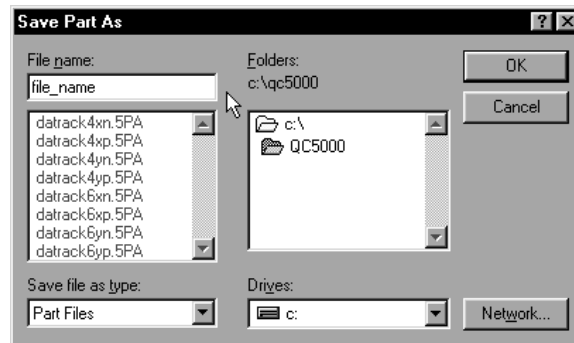 Save Part As
File name:
file_name
datrack4xn.5PA
datrack4xp.5PA
datrack4yn.5PA
datrack4yp.5PA
datrack6xn.5PA
datrack6xp.5PA
datrack6yn.5PA
datrack6yp.5PA
Save file as type:
Part Files
Folders:
c:\qc5000
c:\
QC5000
Drives:
c:
OK
Cancel
Network...